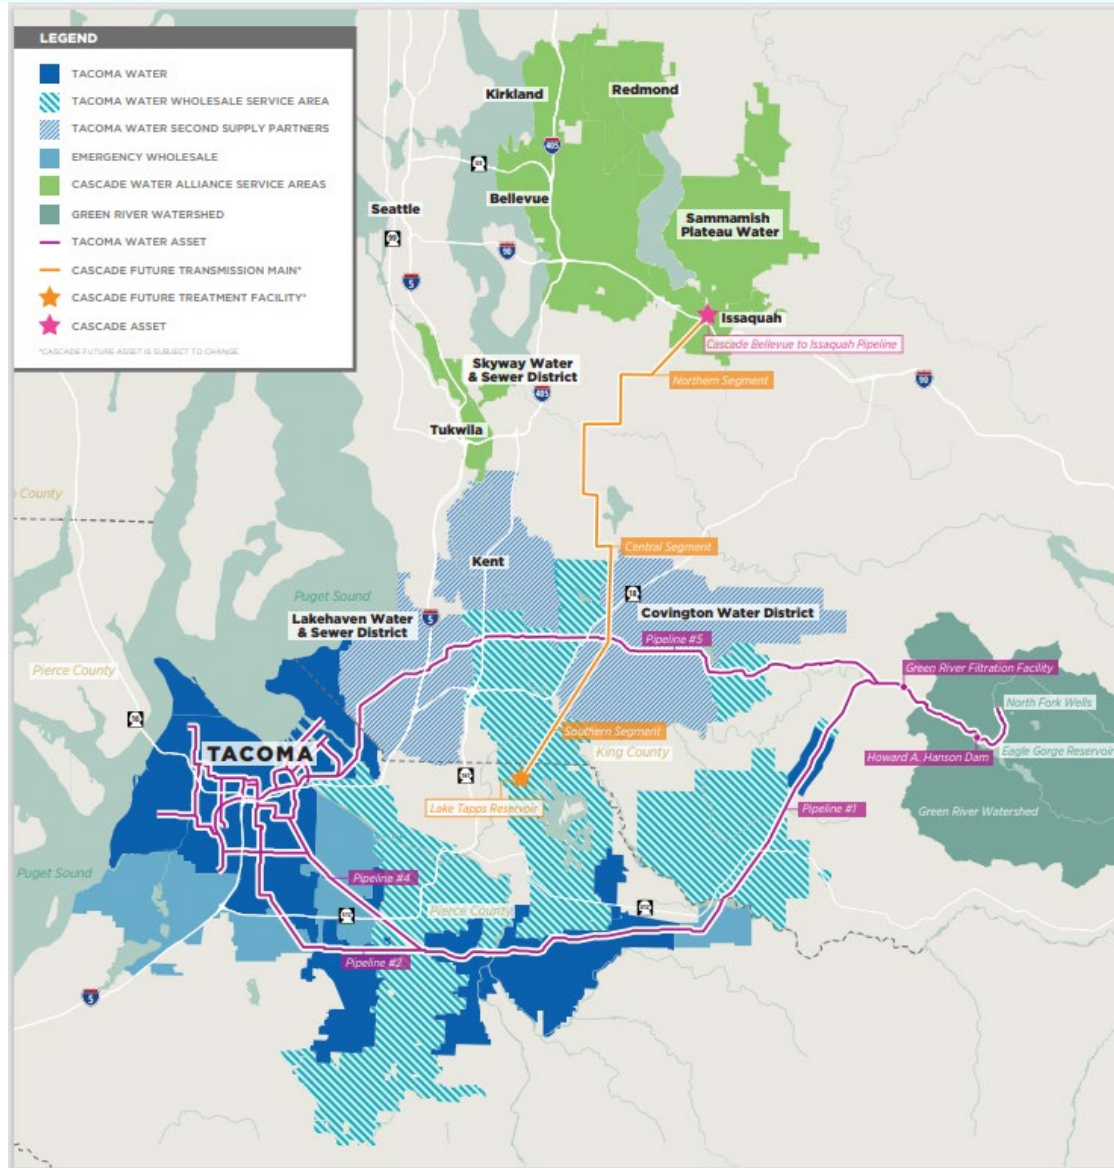 LEGEND
TACOMA WATER
TACOMA WATER WHOLESALE SERVICE AREA
TACOMA WATER SECOND SUPPLY PARTNERS
EMERGENCY WHOLESALE
CASCADE WATER ALLIANCE SERVICE AREAS
GREEN RIVER WATERSHED
TACOMA WATER ASSET
CASCADE FUTURE TRANSMISSION MAIN*
CASCADE FUTURE TREATMENT FACILITY*
CASCADE ASSET
*CASCADE FUTURE ASSET IS SUBJECT TO CHANGE.
Kirkland
Redmond
405
Bellevue
Seattle
99
90
5
Sammamish
Plateau Water
Issaquah
Cascade Bellevue to Issaquah Pipeline
Skyway Water
& Sewer District
405
Northern Segment
90
Tukwila
County
Kent
Central Segment
18
Puget Sound
Lakehaven Water
& Sewer District
5
Covington Water District
Pipeline #5
Pierce County
Green River Filtration Facility
North Fork Wells
16
TACOMA
Southern Segment
King County
Howard A. Hanson Dam
Eagle Gorge Reservoir
167
Lake Tapps Reservoir
Pipeline #1
Green River Watershed
Puget Sound
Pipeline #4
Pierce County
Pipeline #2
5